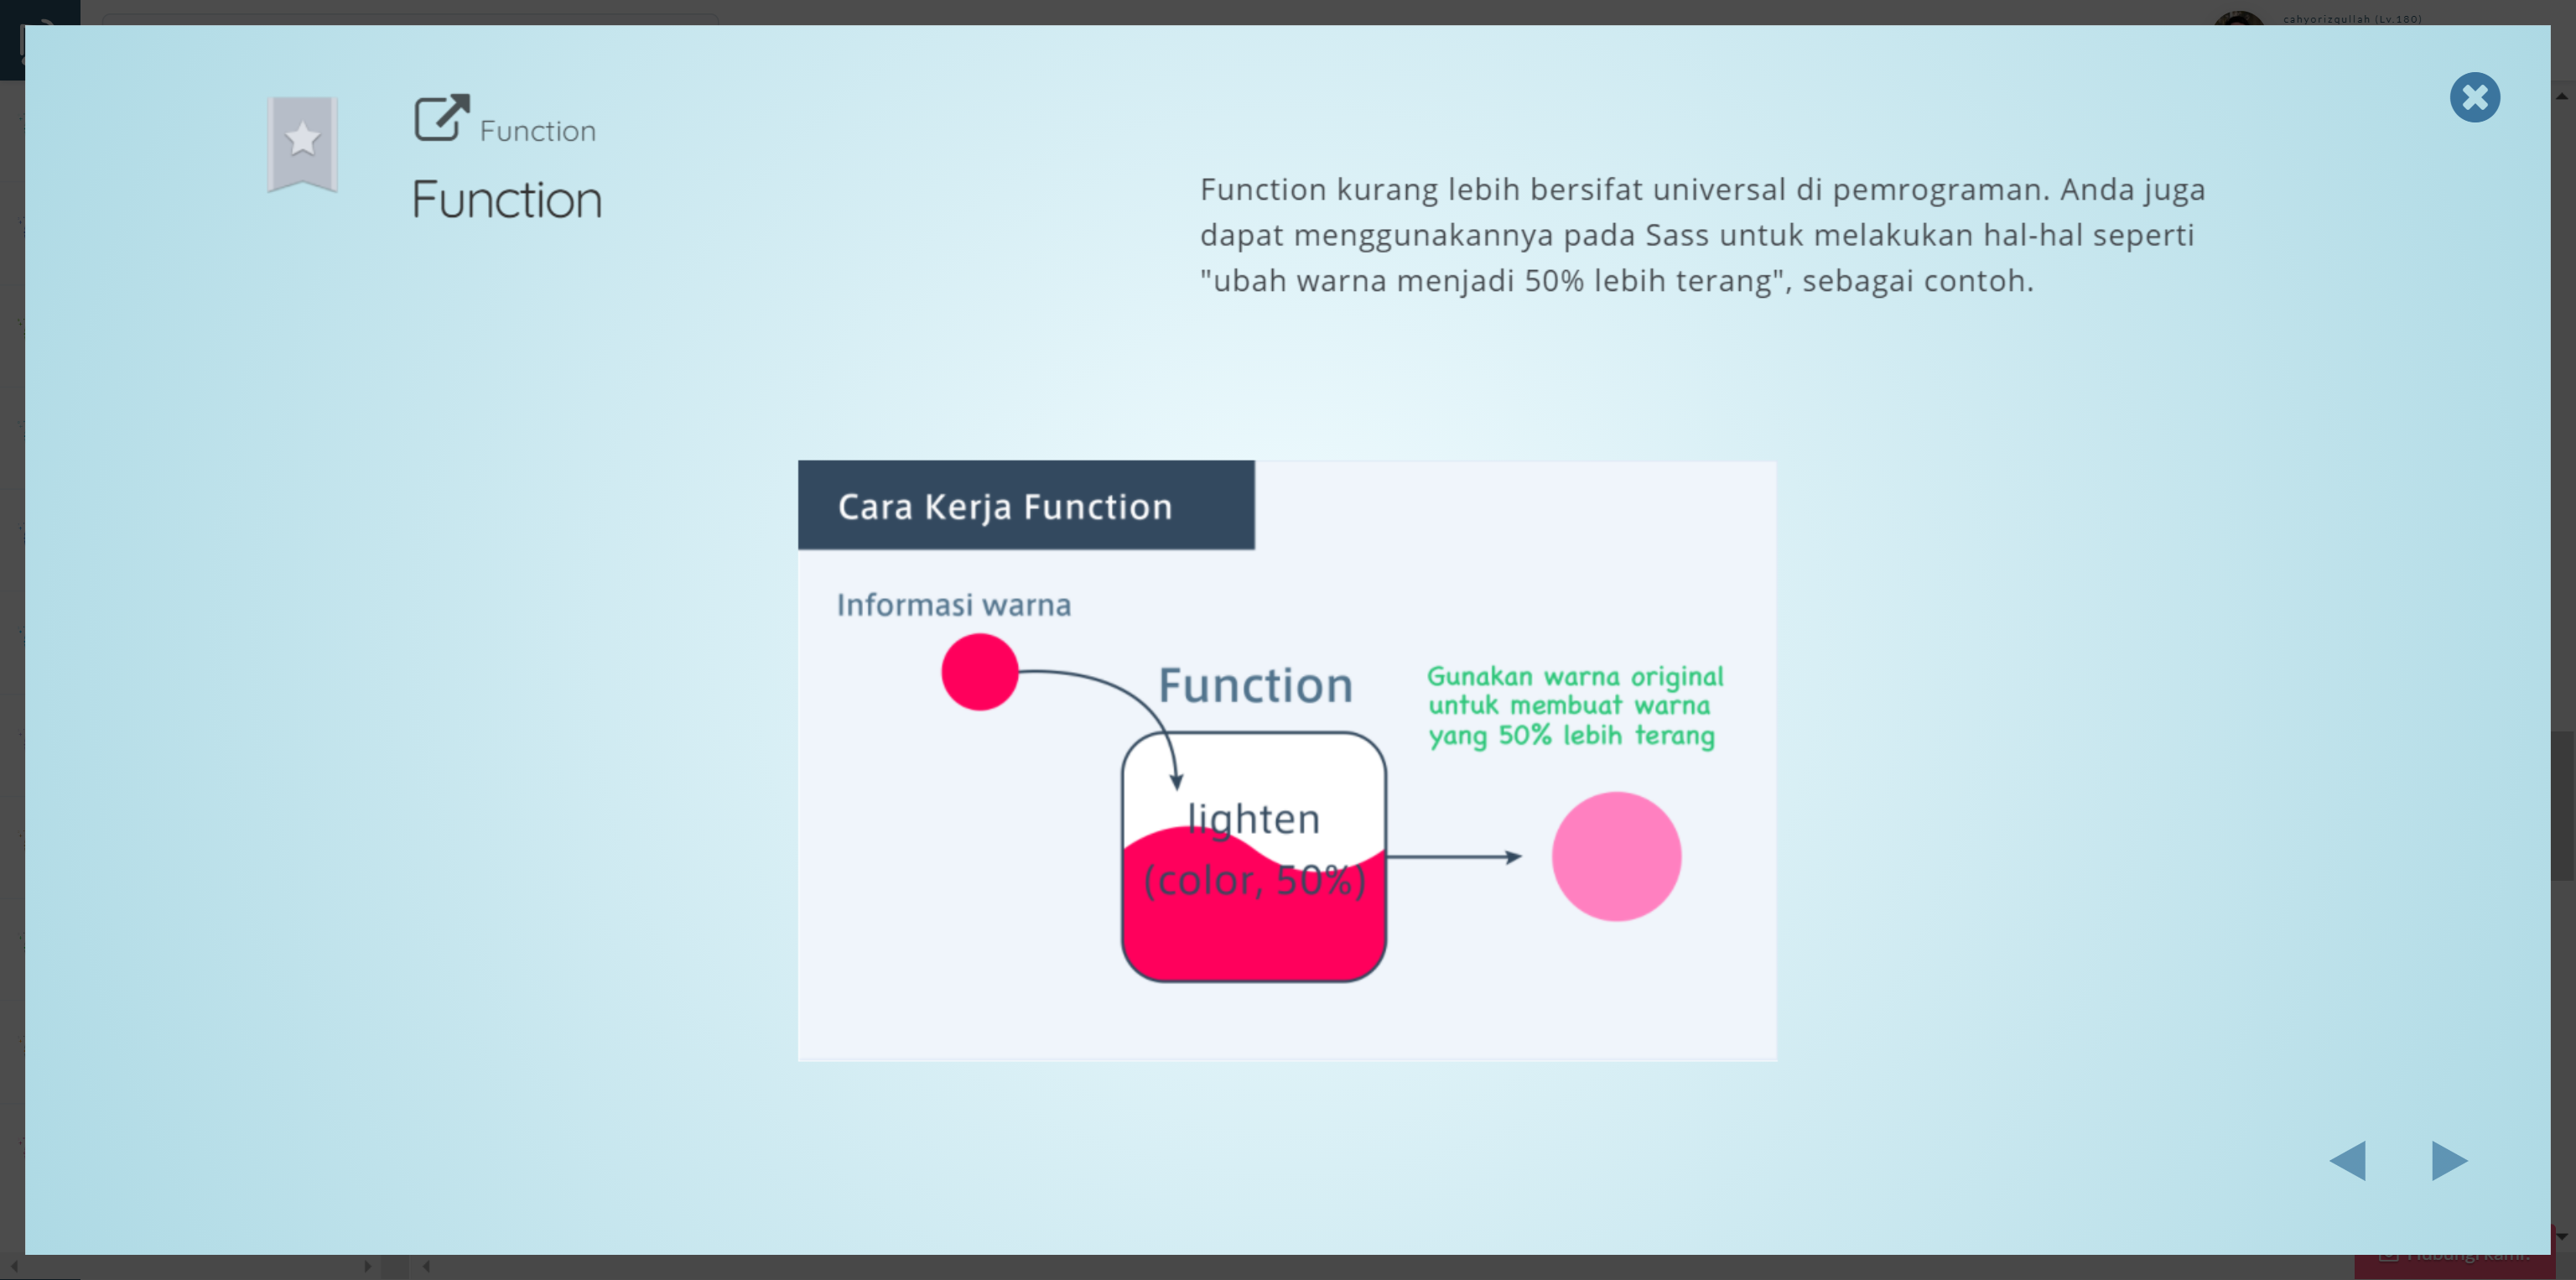 cahyorizqullah (Lv.180)
Function
Function
Function kurang lebih bersifat universal di pemrograman. Anda juga
dapat menggunakannya pada Sass untuk melakukan hal-hal seperti
"ubah warna menjadi 50% lebih terang", sebagai contoh.
Cara Kerja Function
Informasi warna
Function
Gunakan warna original
untuk membuat warna
yang 50% lebih terang
lighten
(color, 50%)
Hubungi kami!